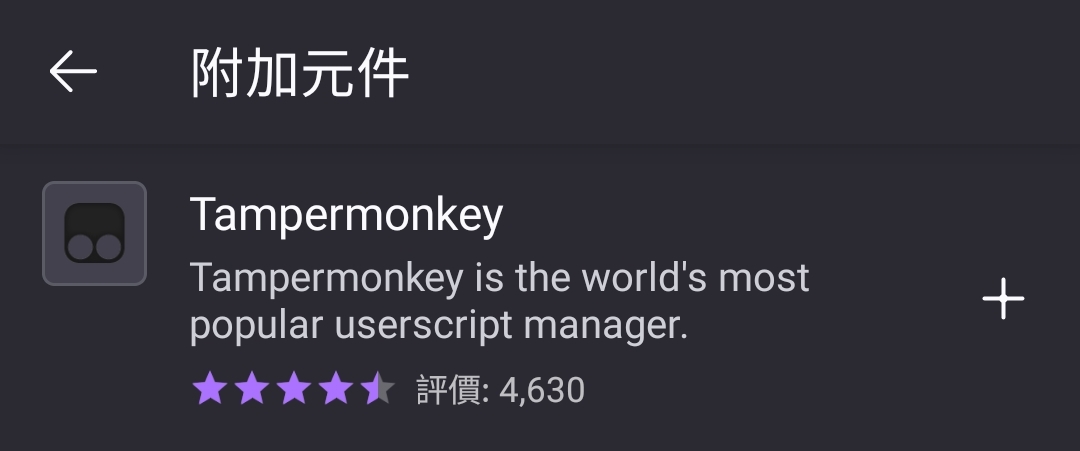 附加元件
Tampermonkey
Tampermonkey is the world's most
popular userscript manager.
評價: 4,630